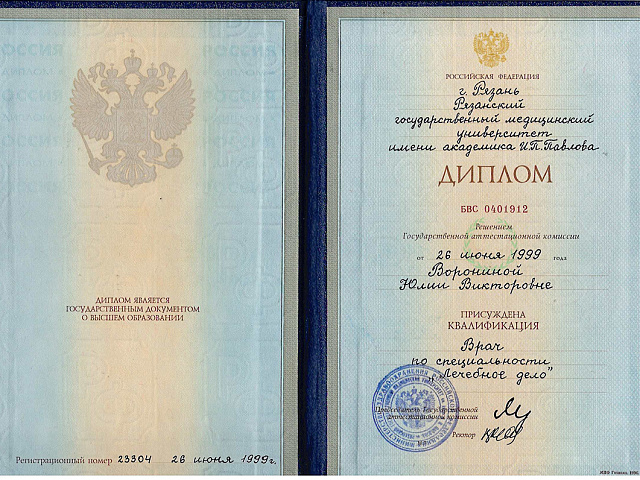 ДИПЛОМ ЯВЛЯЕТСЯ
ГОСУДАРСТВЕННЫМ ДОКУМЕНТОМ
О ВЫСШЕМ ОБРАЗОВАНИИ
Регистрационный номер 23304 26 июня 1999г.
РОССИЙСКАЯ ФЕДЕРАЦИЯ
г. Рязань
Рязанский
государственный медицинский
университет
имени академика И.П.Павлова
ДИПЛОМ
БВС 0401912
Решением
Государственной аттестационной комиссии
от 26 июня 1999 года
Ворониной
Юлии Викторовне
ПРИСУЖДЕНА
КВАЛИФИКАЦИЯ
Врач
по специальности
„Лечебное дело"
Председатель Государственной
аттестационной комиссии
Ректор